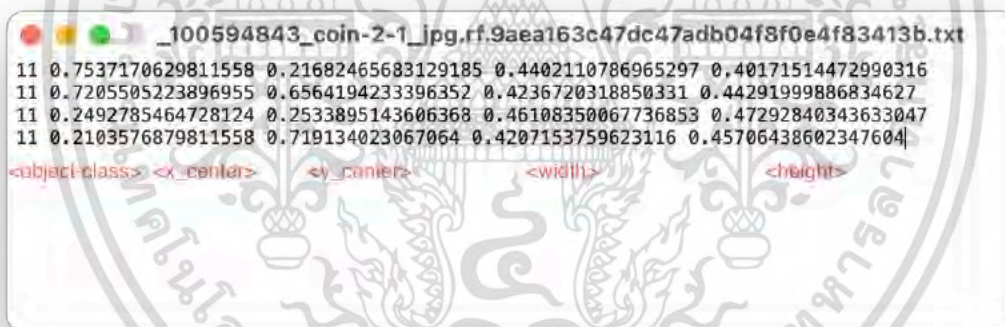 _100594843_coin-2-1_jpg.rf.9aea163c47dc47adb04f8f0e4f83413b.txt
11 0.7537170629811558 0.21682465683129185 0.4402110786965297 0.40171514472990316
11 0.7205505223896955 0.65641942333396352 0.4236720318850331 0.44291999886834627
11 0.2492785464728124 0.2533895143606368 0.46108350067736853 0.47292840343633047
11 0.2103576879811558 0.719134023067064 0.4207153759623116 0.45706438602347604
<object-class> <x_center> <y_center> <width> <height>